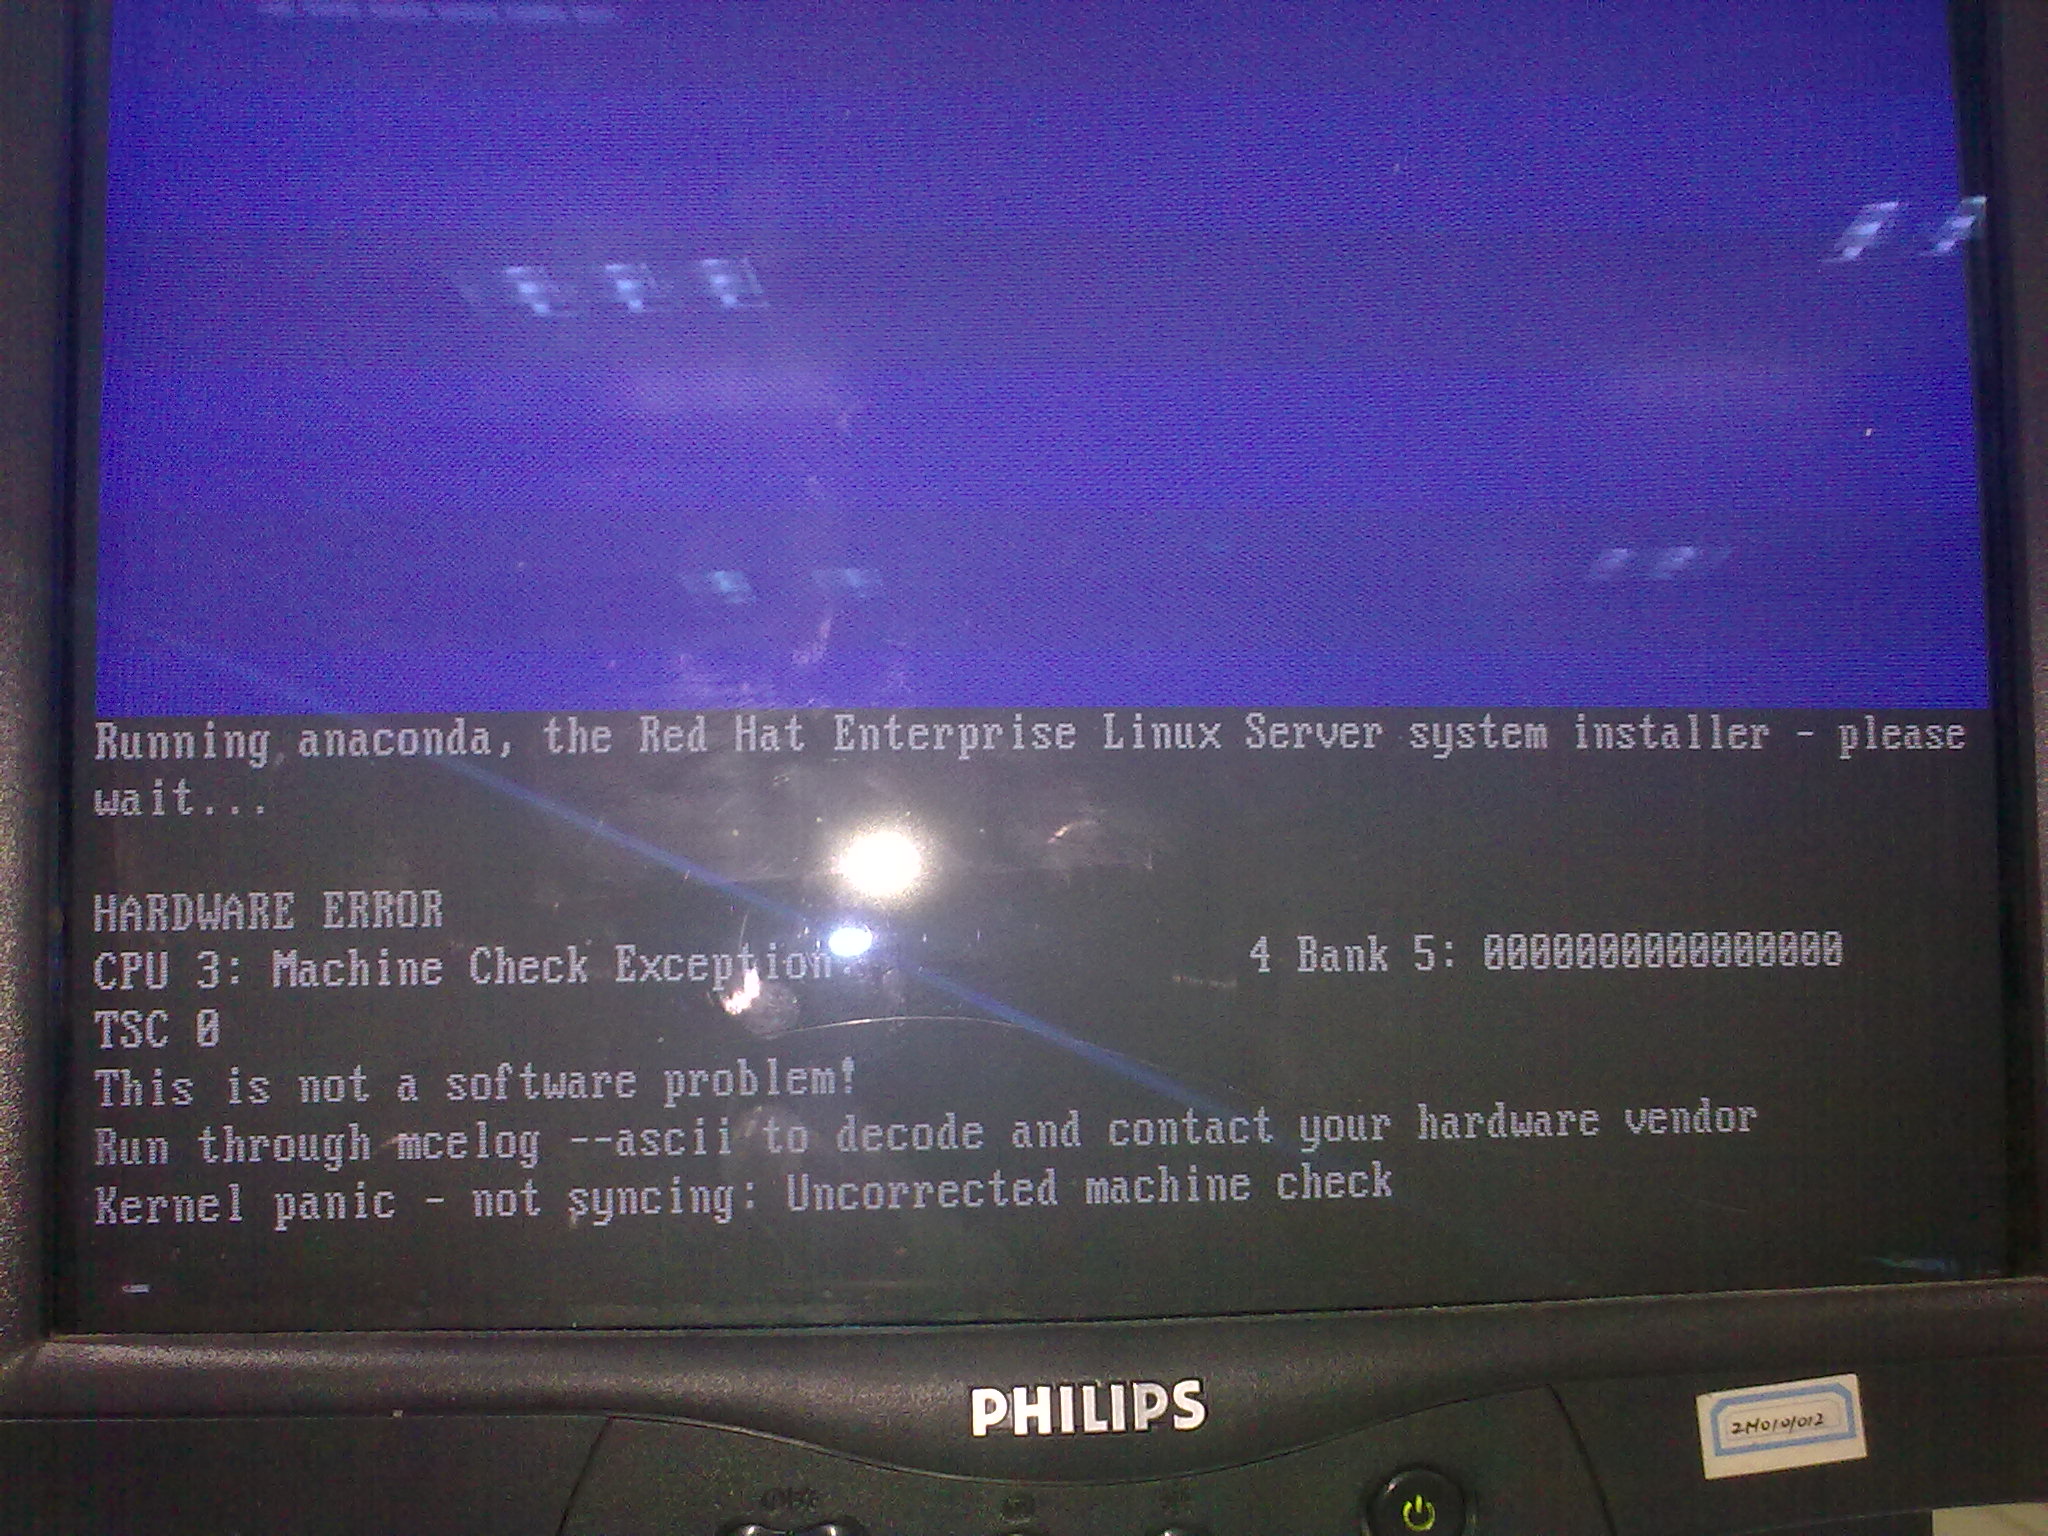 Running anaconda, the Red Hat Enterprise Linux Server system installer - please
wait...
HARDWARE ERROR
CPU 3: Machine Check Exception: 4 Bank 5: 0000000000000000
TSC 0
This is not a software problem!
Run through mcelog --ascii to decode and contact your hardware vendor
Kernel panic - not syncing: Uncorrected machine check
PHILIPS
ZH0101012